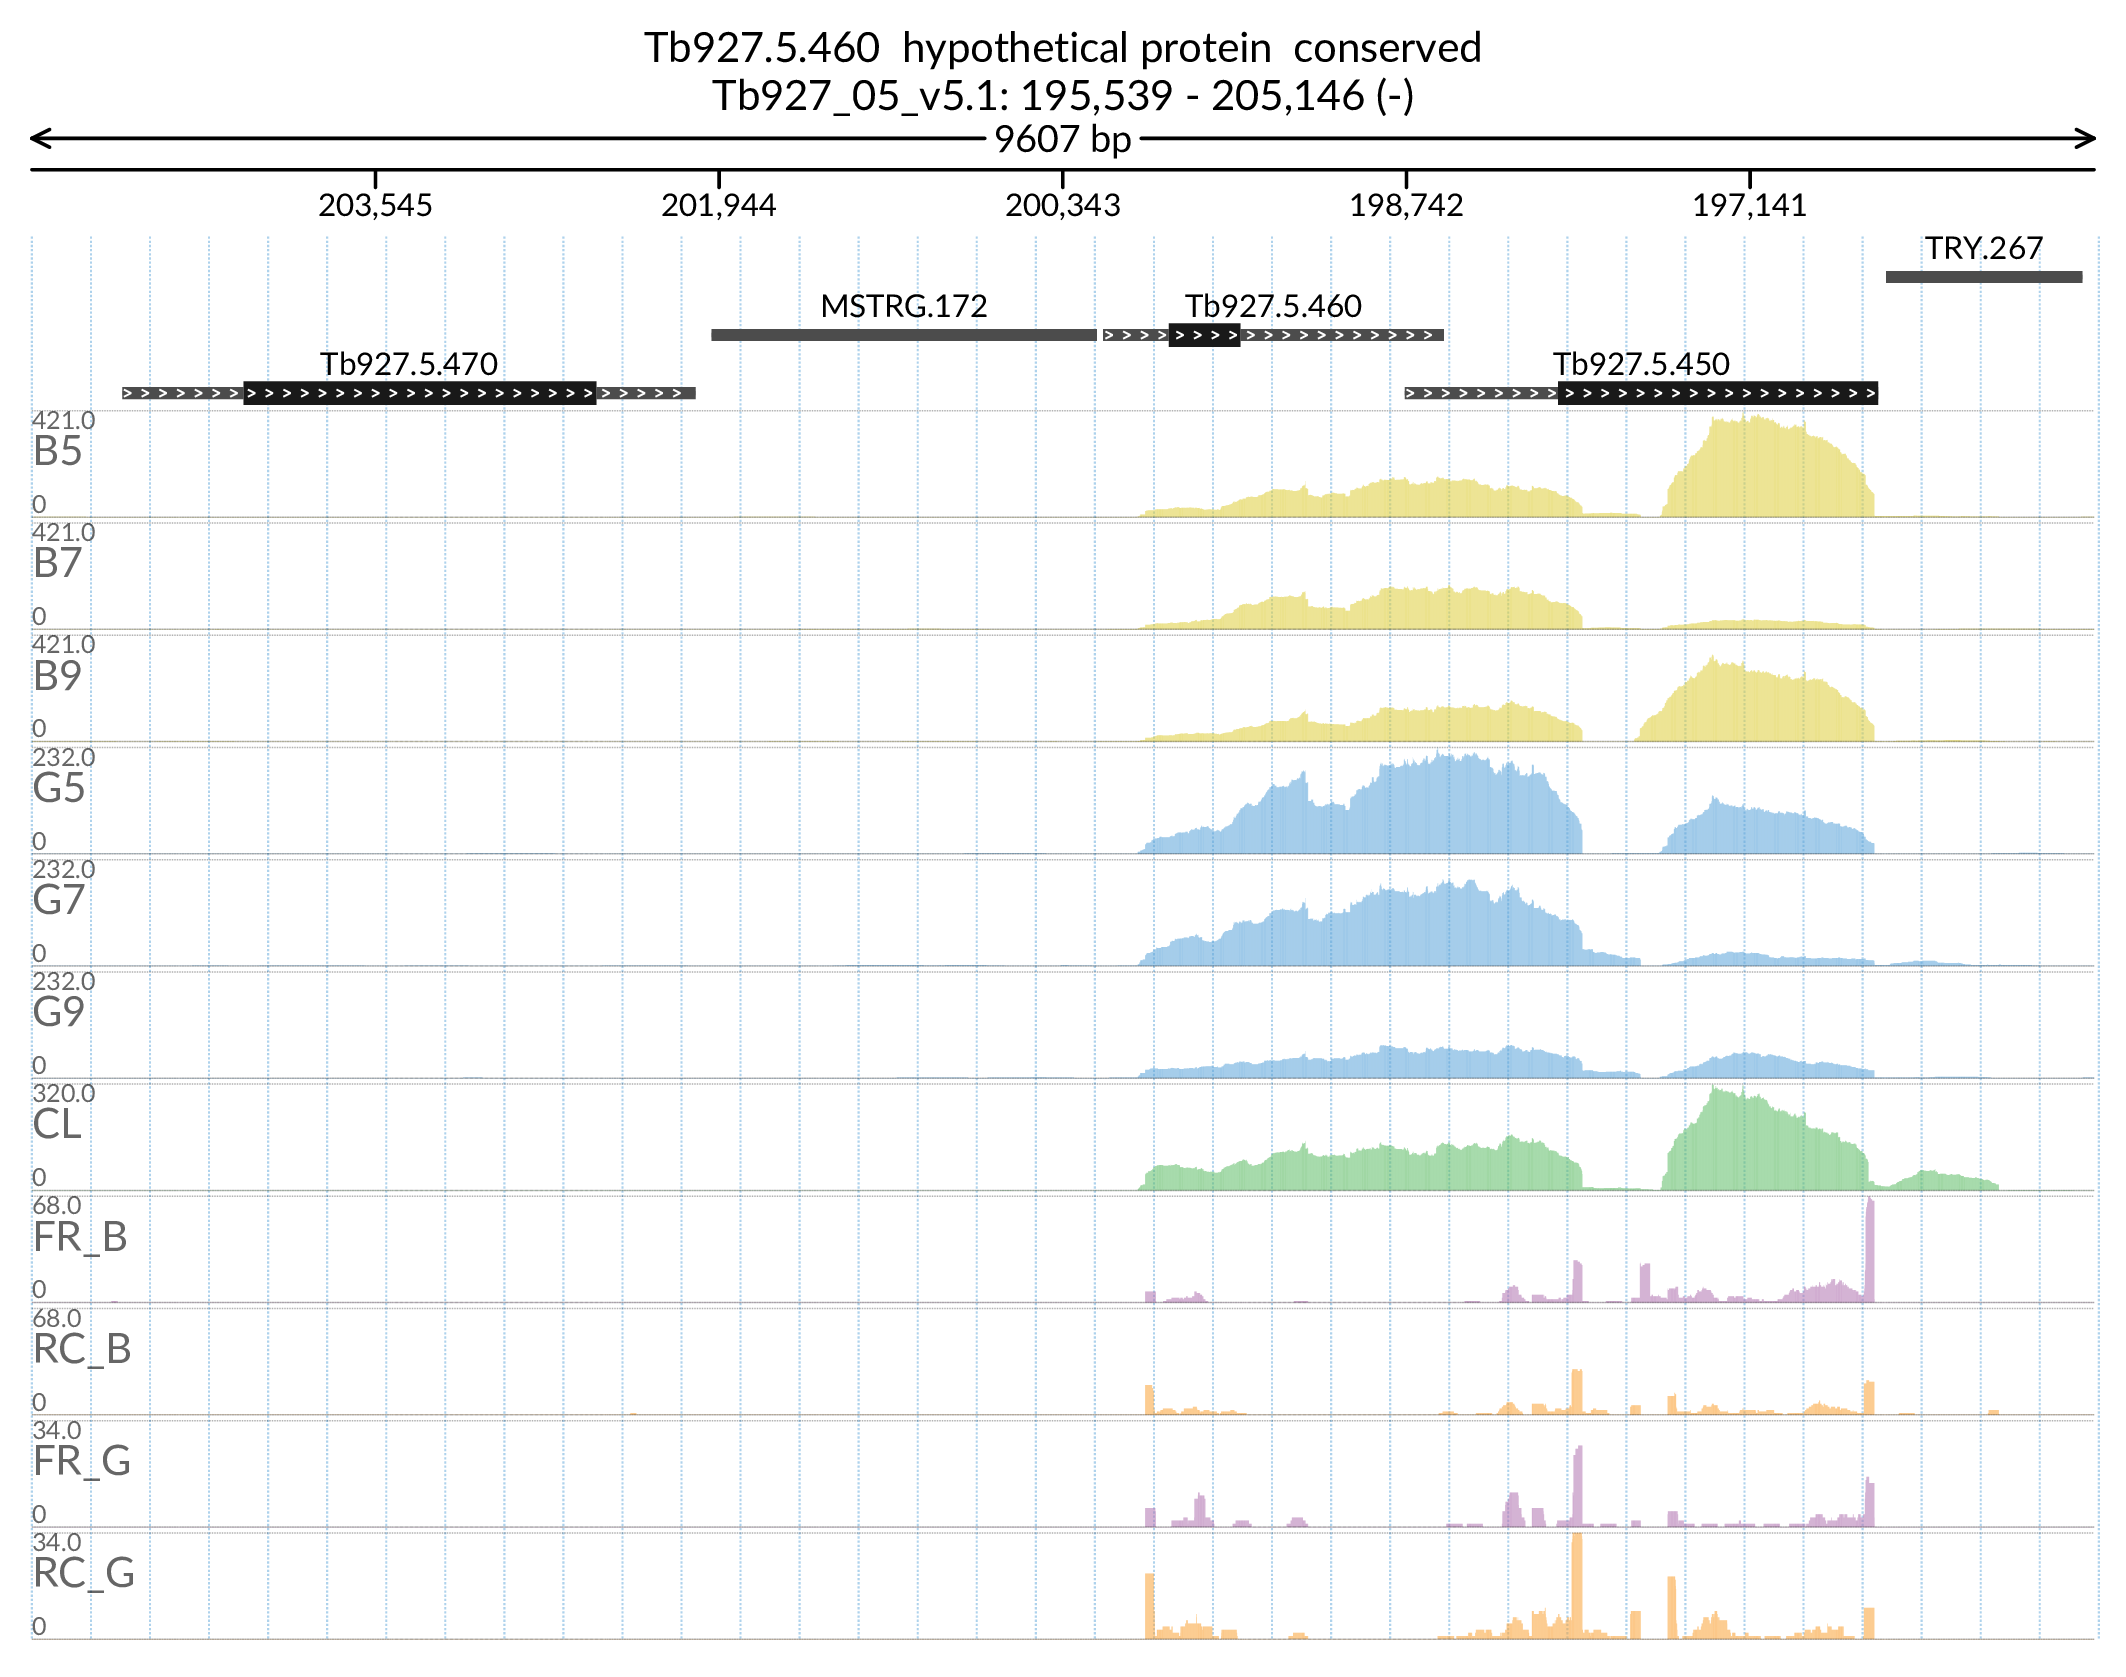 Tb927.5.460  hypothetical protein  conserved
Tb927_05_v5.1: 195,539 - 205,146 (-)
9607 bp
203,545 201,944 200,343 198,742 197,141
TRY.267
MSTRG.172 Tb927.5.460
Tb927.5.470 Tb927.5.450
421.0
B5
0
421.0
B7
0
421.0
B9
0
232.0
G5
0
232.0
G7
0
232.0
G9
0
320.0
CL
0
68.0
FR_B
0
68.0
RC_B
0
34.0
FR_G
0
34.0
RC_G
0